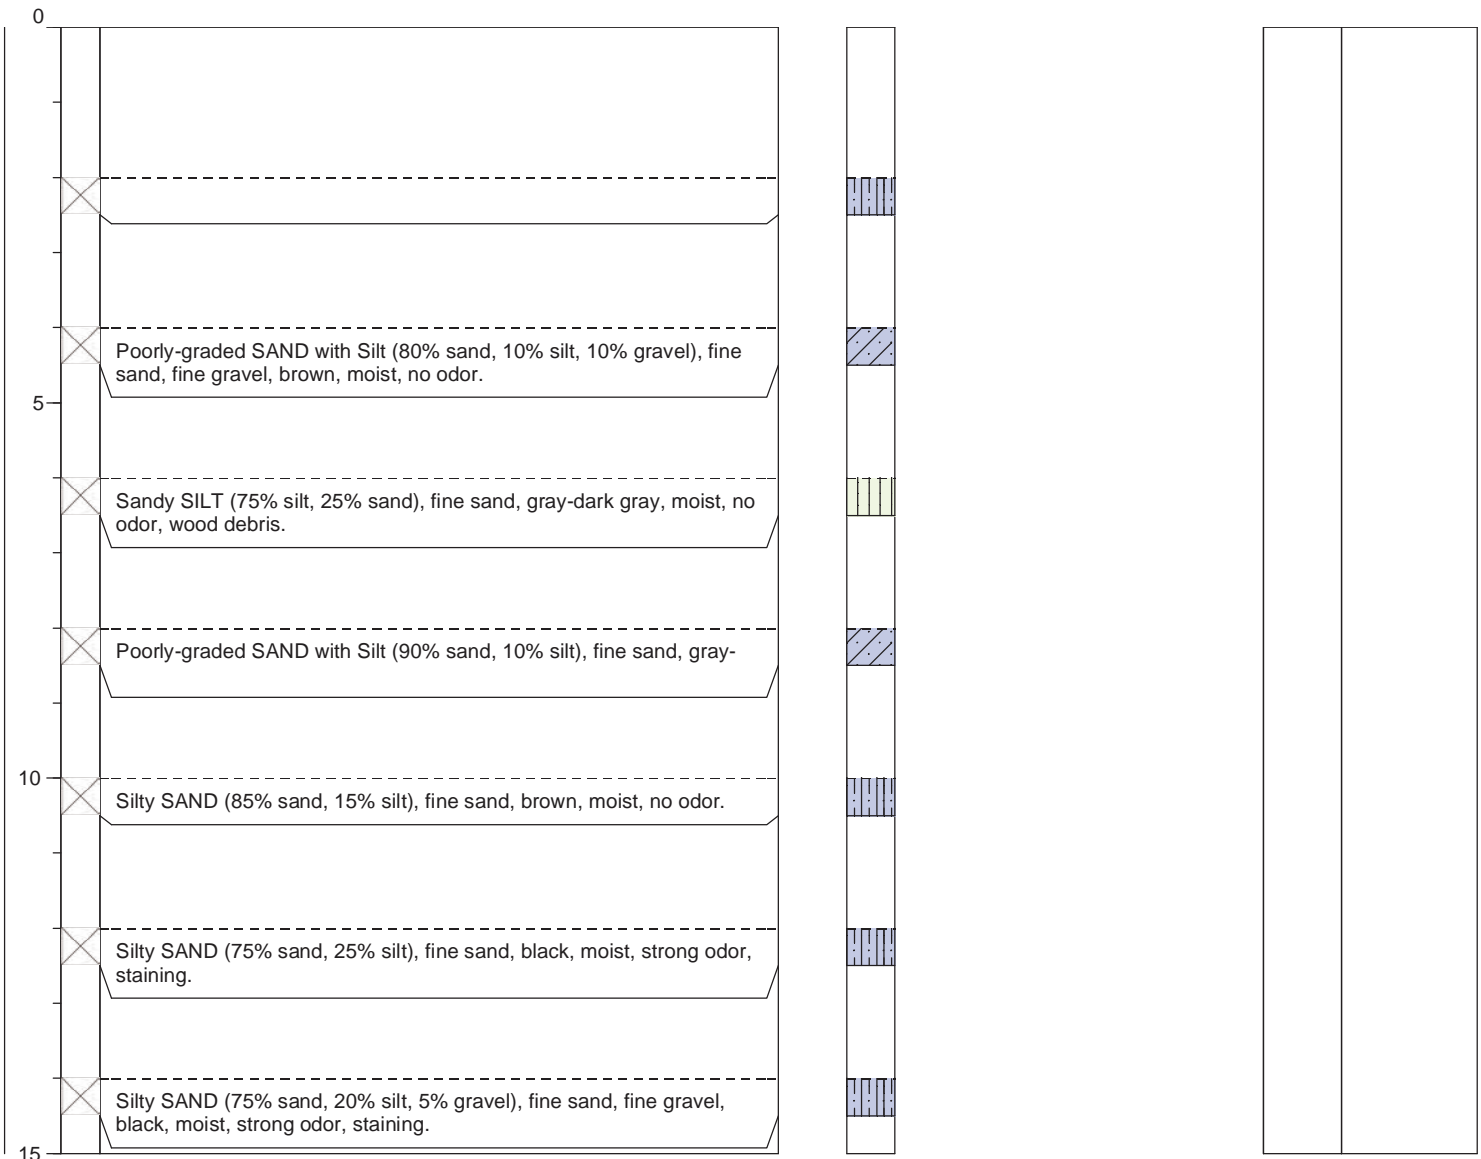 0
Poorly-graded SAND with Silt (80% sand, 10% silt, 10% gravel), fine
sand, fine gravel, brown, moist, no odor.
5
Sandy SILT (75% silt, 25% sand), fine sand, gray-dark gray, moist, no
odor, wood debris.
Poorly-graded SAND with Silt (90% sand, 10% silt), fine sand, gray-
10
Silty SAND (85% sand, 15% silt), fine sand, brown, moist, no odor.
Silty SAND (75% sand, 25% silt), fine sand, black, moist, strong odor,
staining.
Silty SAND (75% sand, 20% silt, 5% gravel), fine sand, fine gravel,
black, moist, strong odor, staining.
15